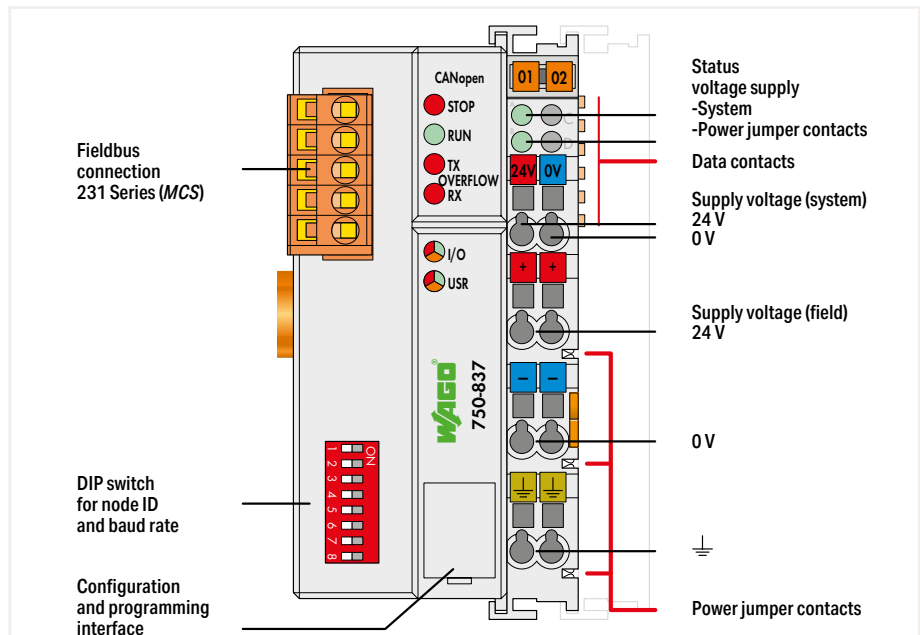 Fieldbus
connection
231 Series (MCS)
DIP switch
for node ID
and baud rate
Configuration
and programming
interface
CANopen
STOP
RUN
TX
OVERFLOW
RX
I/O
USR
WAGO®
750-837
ON
1
2
3
4
5
6
7
8
01 02
A C
B D
24V 0V
+ +
− −
Status
voltage supply
-System
-Power jumper contacts
Data contacts
Supply voltage (system)
24 V
0 V
Supply voltage (field)
24 V
0 V
Power jumper contacts